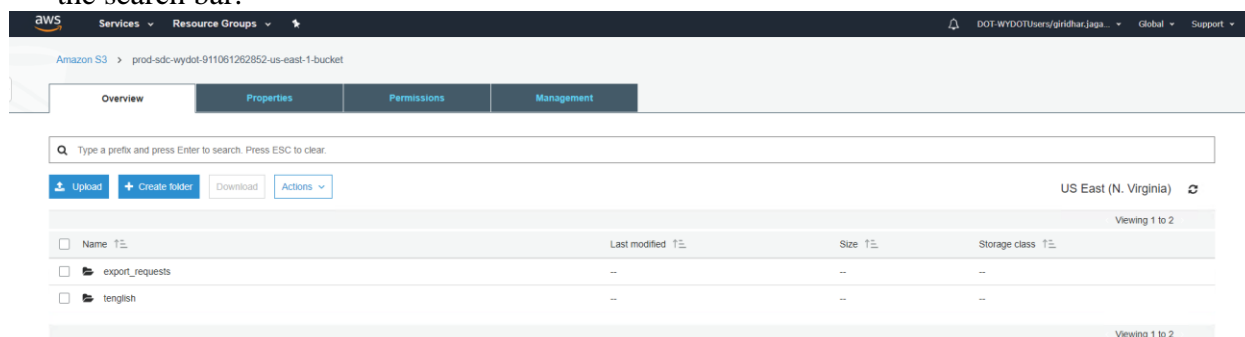 the search bar.
aws Services Resource Groups DOT-WYDOTUsers/giridhar.jaga... Global Support
Amazon S3 > prod-sdc-wydot-911061262852-us-east-1-bucket
Overview Properties Permissions Management
Type a prefix and press Enter to search. Press ESC to clear.
Upload + Create folder Download Actions US East (N. Virginia)
Viewing 1 to 2
Name Last modified Size Storage class
export_requests -- -- --
tenglish -- -- --
Viewing 1 to 2